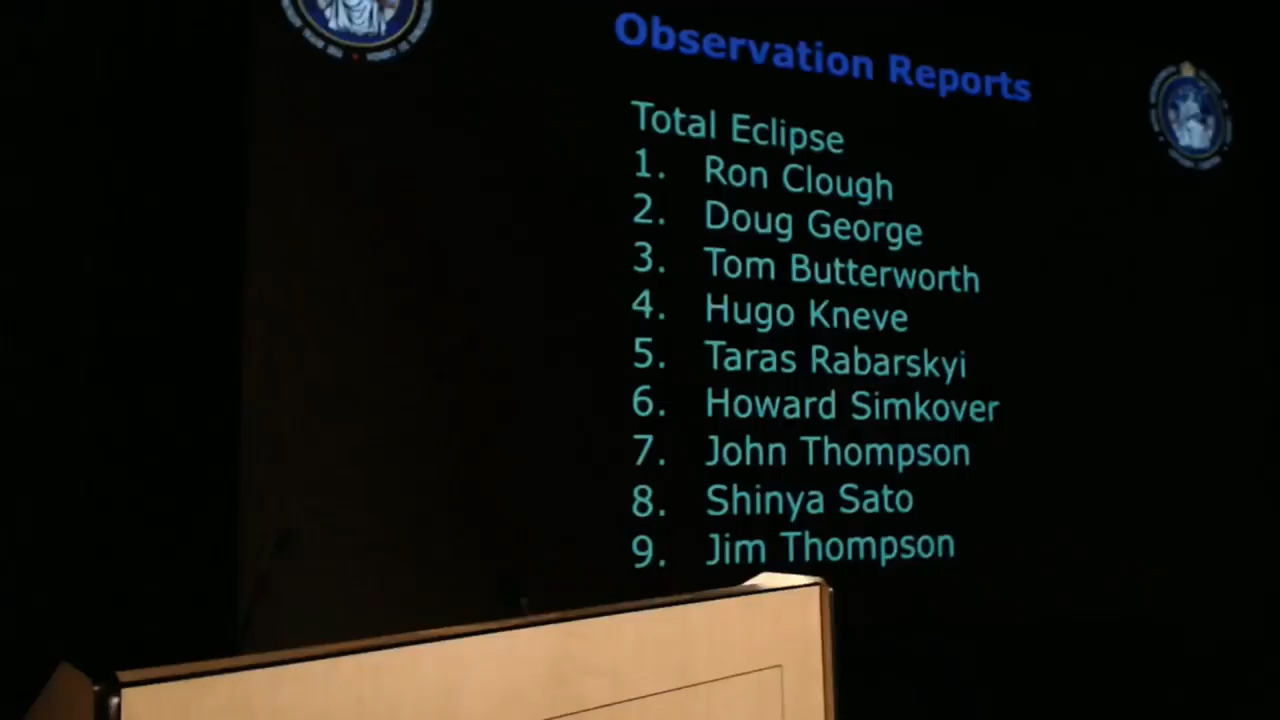 Observation Reports
Total Eclipse
1. Ron Clough
2. Doug George
3. Tom Butterworth
4. Hugo Kneve
5. Taras Rabarskyi
6. Howard Simkover
7. John Thompson
8. Shinya Sato
9. Jim Thompson